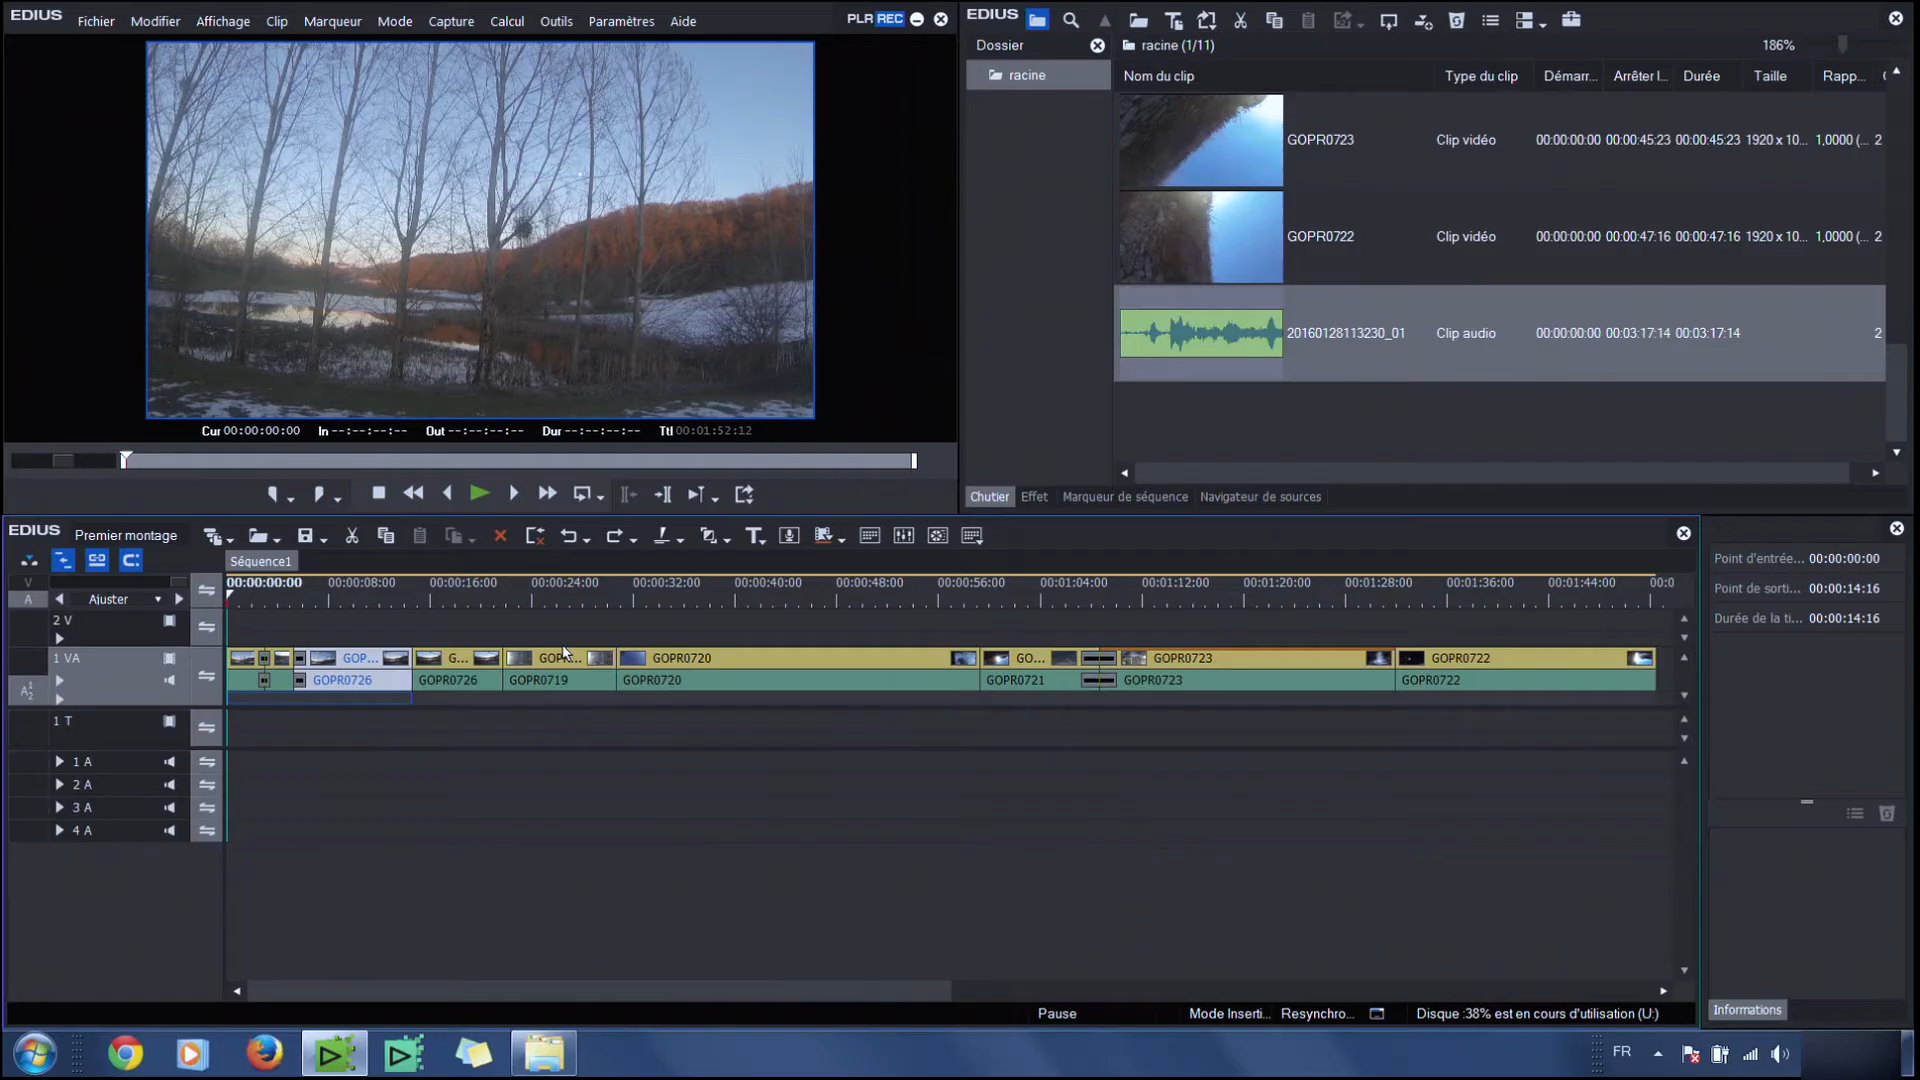 EDIUS Fichier Modifier Affichage Clip Marqueur Mode Capture Calcul Outils Paramètres Aide PLR REC
Cur 00:00:00:00 In --:--:--:-- Out --:--:--:-- Dur --:--:--:-- Ttl 00:01:52:12
EDIUS
Dossier
racine
racine (1/11) 186%
Nom du clip Type du clip Démarr... Arrêter l... Durée Taille Rapp...
GOPR0723 Clip vidéo 00:00:00:00 00:00:45:23 00:00:45:23 1920 x 10... 1,0000 (... 2
GOPR0722 Clip vidéo 00:00:00:00 00:00:47:16 00:00:47:16 1920 x 10... 1,0000 (... 2
20160128113230_01 Clip audio 00:00:00:00 00:03:17:14 00:03:17:14 2
Chutier Effet Marqueur de séquence Navigateur de sources
EDIUS Premier montage
Séquence1
V
A Ajuster
00:00:00:00 00:00:08:00 00:00:16:00 00:00:24:00 00:00:32:00 00:00:40:00 00:00:48:00 00:00:56:00 00:01:04:00 00:01:12:00 00:01:20:00 00:01:28:00 00:01:36:00 00:01:44:00 00:0
2 V
1 VA GOP... G... GOPR0720 GO... GOPR0723 GOPR0722
A 1 2 GOPR0726 GOPR0726 GOPR0719 GOPR0720 GOPR0721 GOPR0723 GOPR0722
1 T
1 A
2 A
3 A
4 A
Point d'entrée... 00:00:00:00
Point de sorti... 00:00:14:16
Durée de la ti... 00:00:14:16
Informations
Pause Mode Inserti... Resynchro... Disque :38% est en cours d'utilisation (U:)
FR